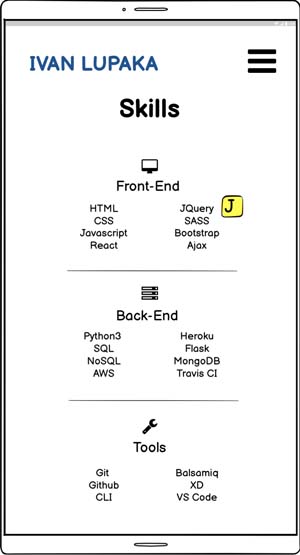 IVAN LUPAKA
Skills
Front-End
HTML JQuery J
CSS SASS
Javascript Bootstrap
React Ajax
Back-End
Python3 Heroku
SQL Flask
NoSQL MongoDB
AWS Travis CI
Tools
Git Balsamiq
Github XD
CLI VS Code